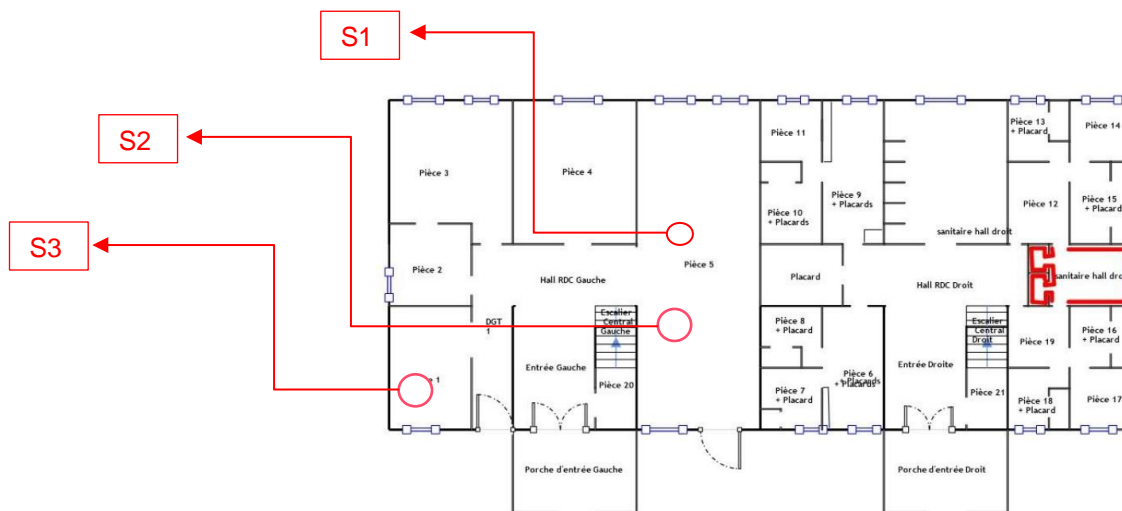 S1
S2
S3
Pièce 13
+ Placard
Pièce 14
Pièce 11
Pièce 3
Pièce 4
Pièce 9
+ Placards
Pièce 10
+ Placards
Pièce 12
Pièce 15
+ Placard
sanitaire hall droit
Pièce 5
Pièce 2
Hall RDC Gauche
Placard
Hall RDC Droit
sanitaire hall dro
Escalier
Central
Gauche
Escalier
Central
Droit
DGT
1
Pièce 8
+ Placard
Pièce 19
Pièce 16
+ Placard
Entrée Gauche
Entrée Droite
1
Pièce 20
Pièce 7
+ Placard
Pièce 6
+ Placards
Pièce 21
Pièce 18
+ Placard
Pièce 17
Porche d'entrée Gauche
Porche d'entrée Droit